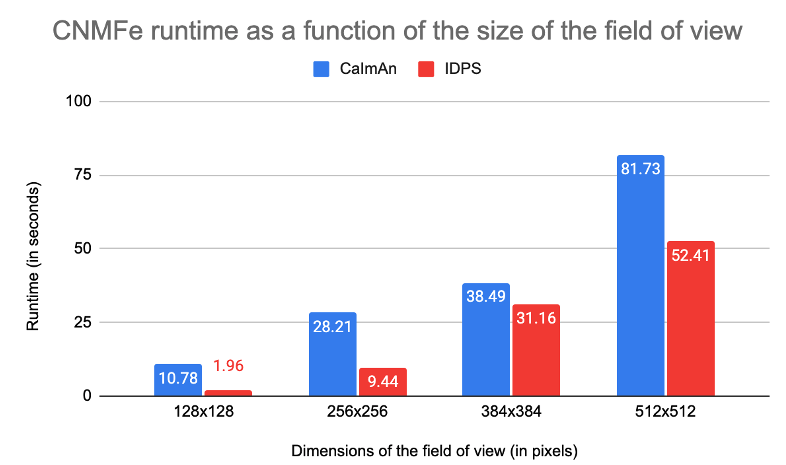 CNMFe runtime as a function of the size of the field of view
CaImAn IDPS
100
75
50
25
0
Runtime (in seconds)
10.78 1.96
28.21 9.44
38.49 31.16
81.73 52.41
128x128 256x256 384x384 512x512
Dimensions of the field of view (in pixels)